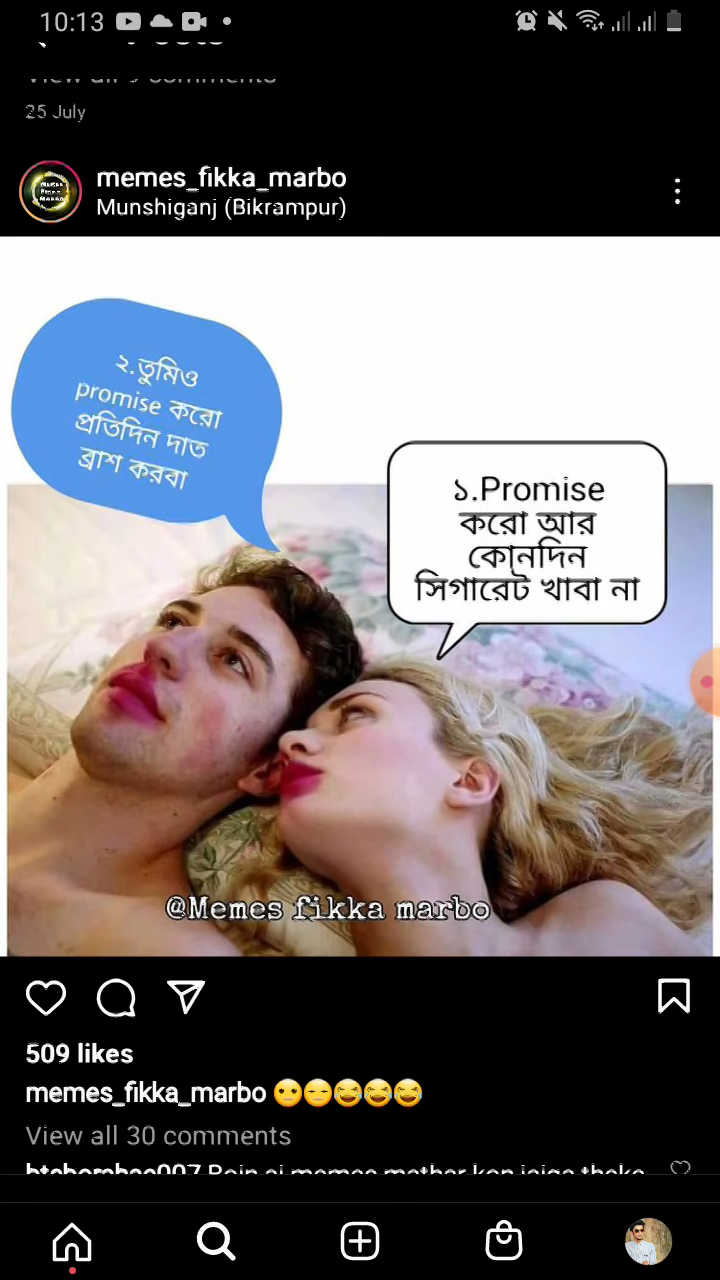 10:13
25 July
memes_fikka_marbo
Munshiganj (Bikrampur)
২.তুমিও
promise করো
প্রতিদিন দাত
ব্রাশ করবা
১.Promise
করো আর
কোনদিন
সিগারেট খাবা না
@Memes fikka marbo
509 likes
memes_fikka_marbo 🌝😏😂😂😂
View all 30 comments